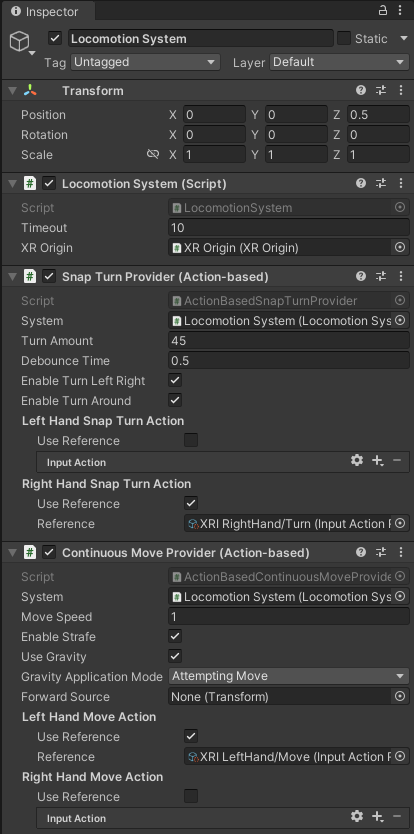 Inspector
Locomotion System Static
Tag Untagged Layer Default
Transform
Position X 0 Y 0 Z 0.5
Rotation X 0 Y 0 Z 0
Scale X 1 Y 1 Z 1
# Locomotion System (Script)
Script # LocomotionSystem
Timeout 10
XR Origin # XR Origin (XR Origin)
# Snap Turn Provider (Action-based)
Script # ActionBasedSnapTurnProvider
System # Locomotion System (Locomotion Sys
Turn Amount 45
Debounce Time 0.5
Enable Turn Left Right
Enable Turn Around
Left Hand Snap Turn Action
Use Reference
Input Action
Right Hand Snap Turn Action
Use Reference
Reference XRI RightHand/Turn (Input Action R
# Continuous Move Provider (Action-based)
Script # ActionBasedContinuousMoveProvide
System # Locomotion System (Locomotion Sys
Move Speed 1
Enable Strafe
Use Gravity
Gravity Application Mode Attempting Move
Forward Source None (Transform)
Left Hand Move Action
Use Reference
Reference XRI LeftHand/Move (Input Action R
Right Hand Move Action
Use Reference
Input Action